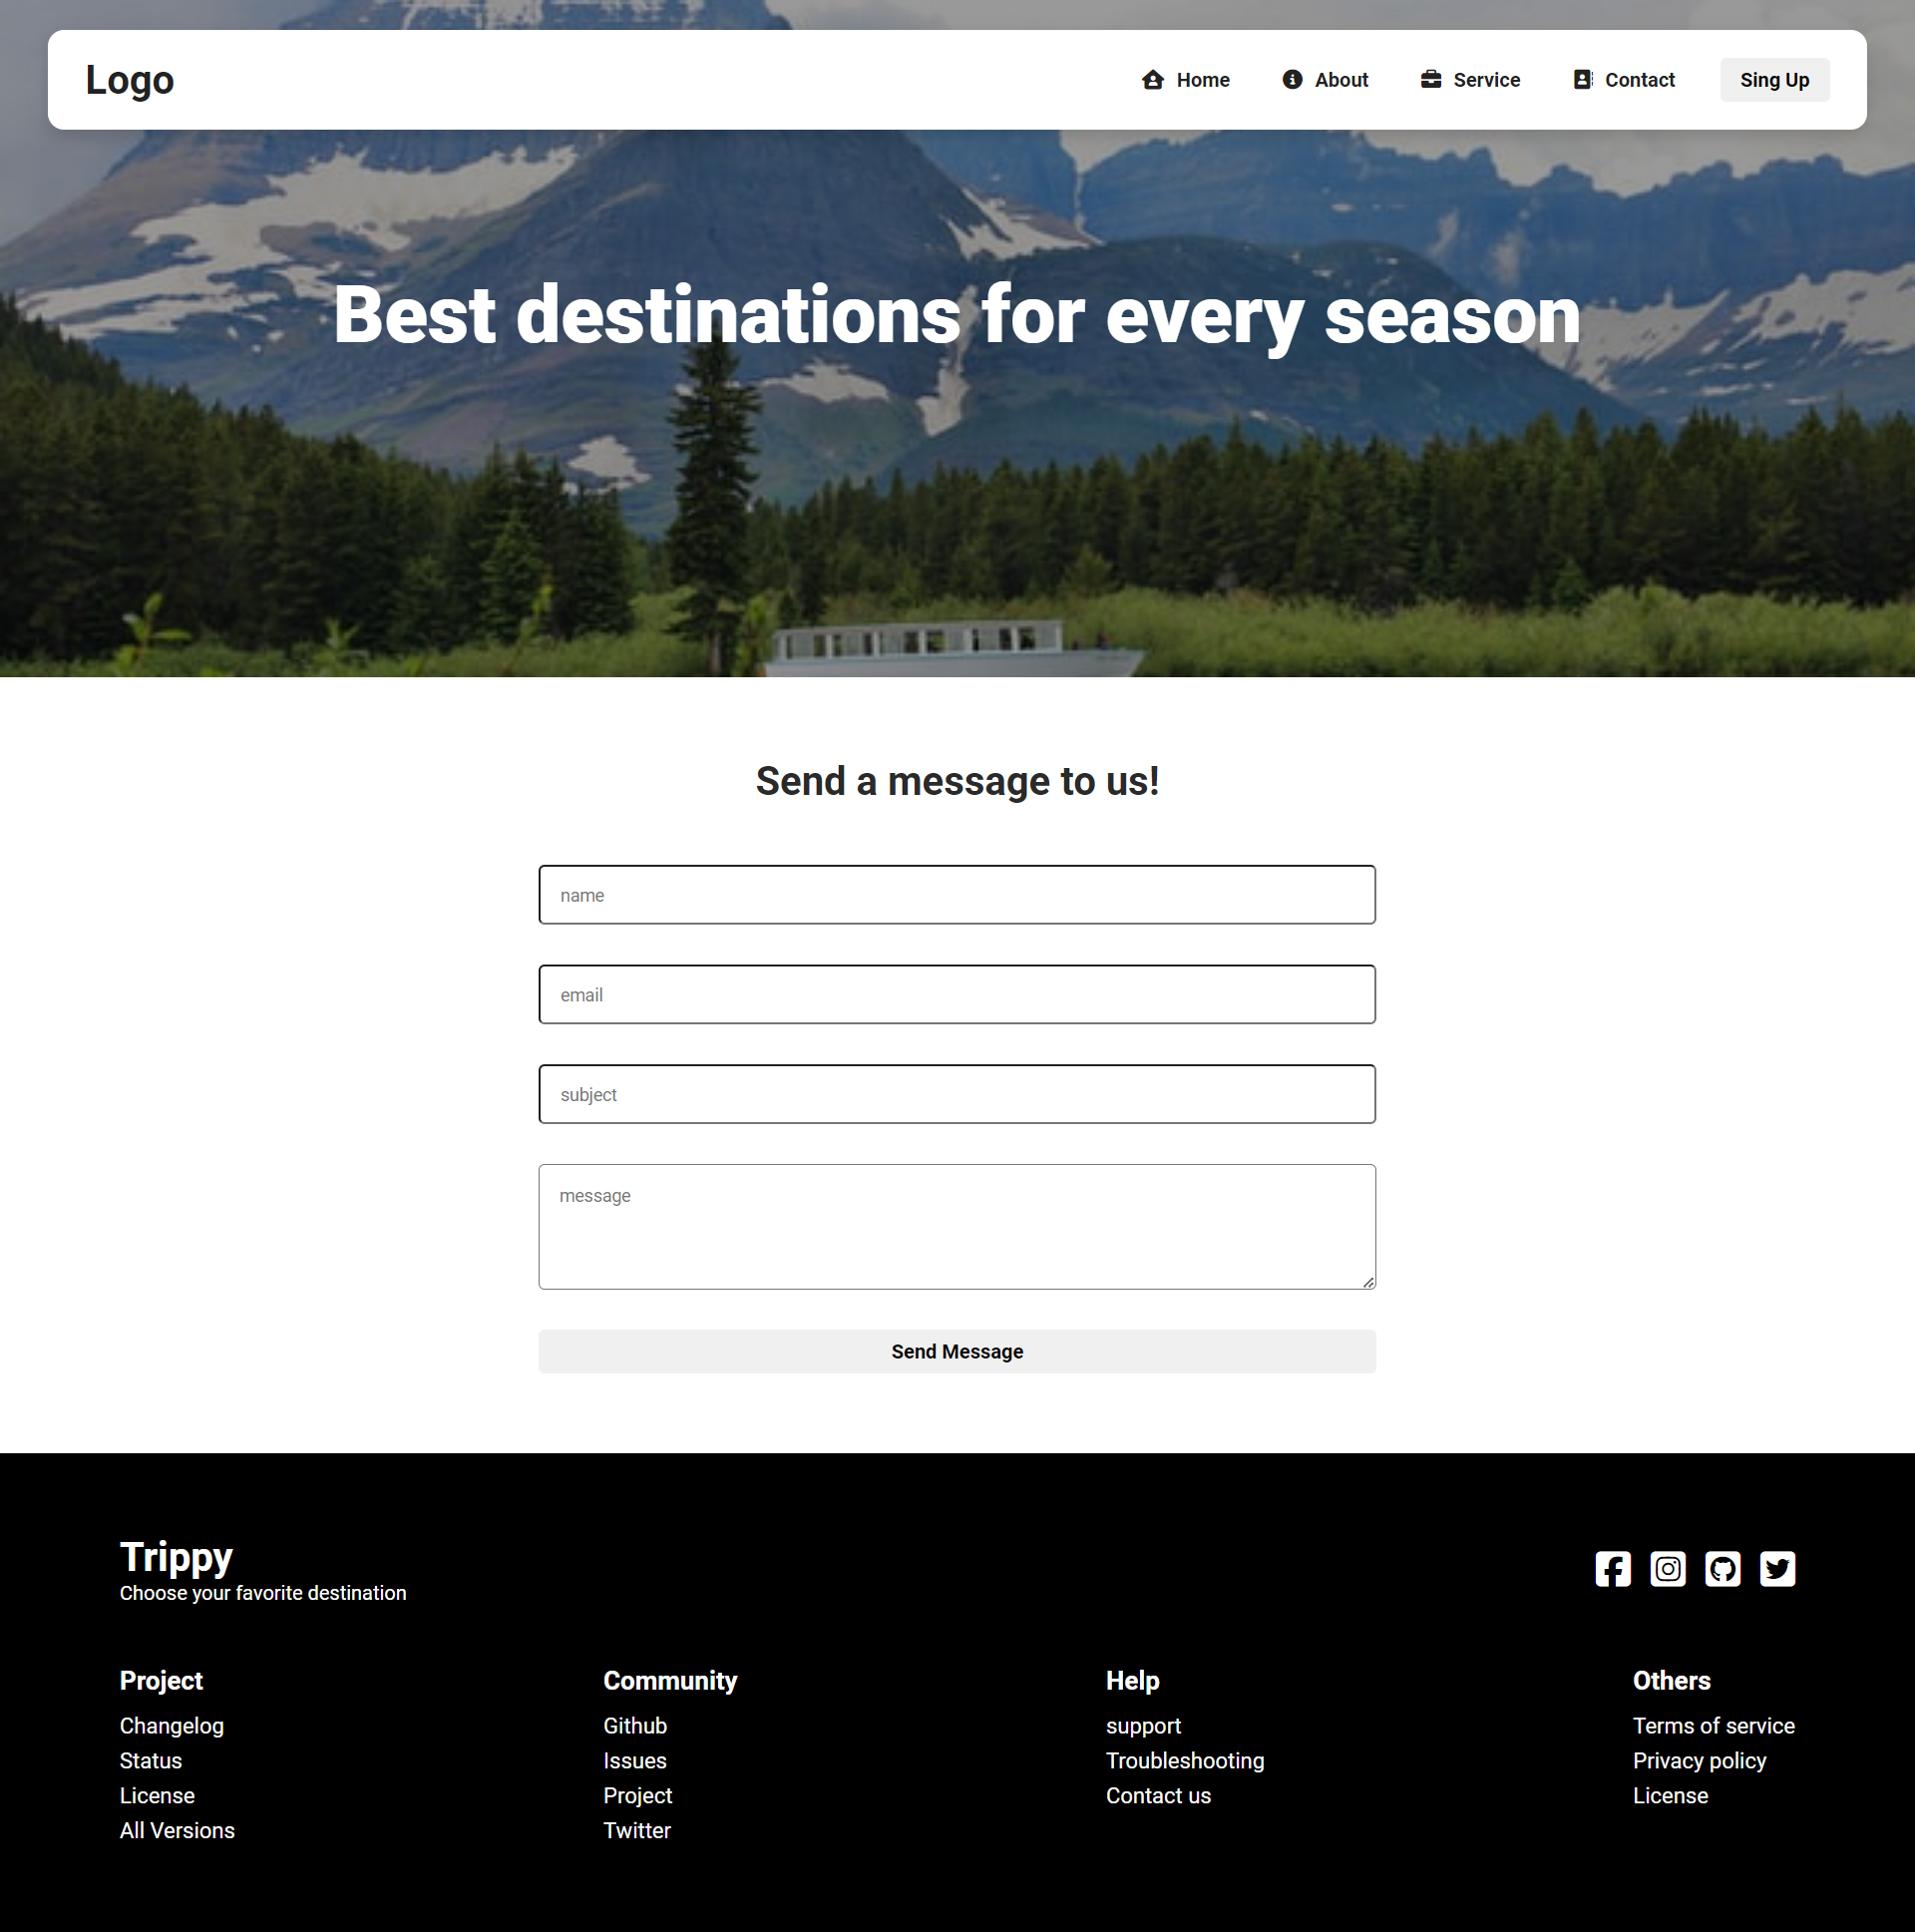 Logo
Home
About
Service
Contact
Sing Up
Best destinations for every season
Send a message to us!
name
email
subject
message
Send Message
Trippy
Choose your favorite destination
Project
Changelog
Status
License
All Versions
Community
Github
Issues
Project
Twitter
Help
support
Troubleshooting
Contact us
Others
Terms of service
Privacy policy
License